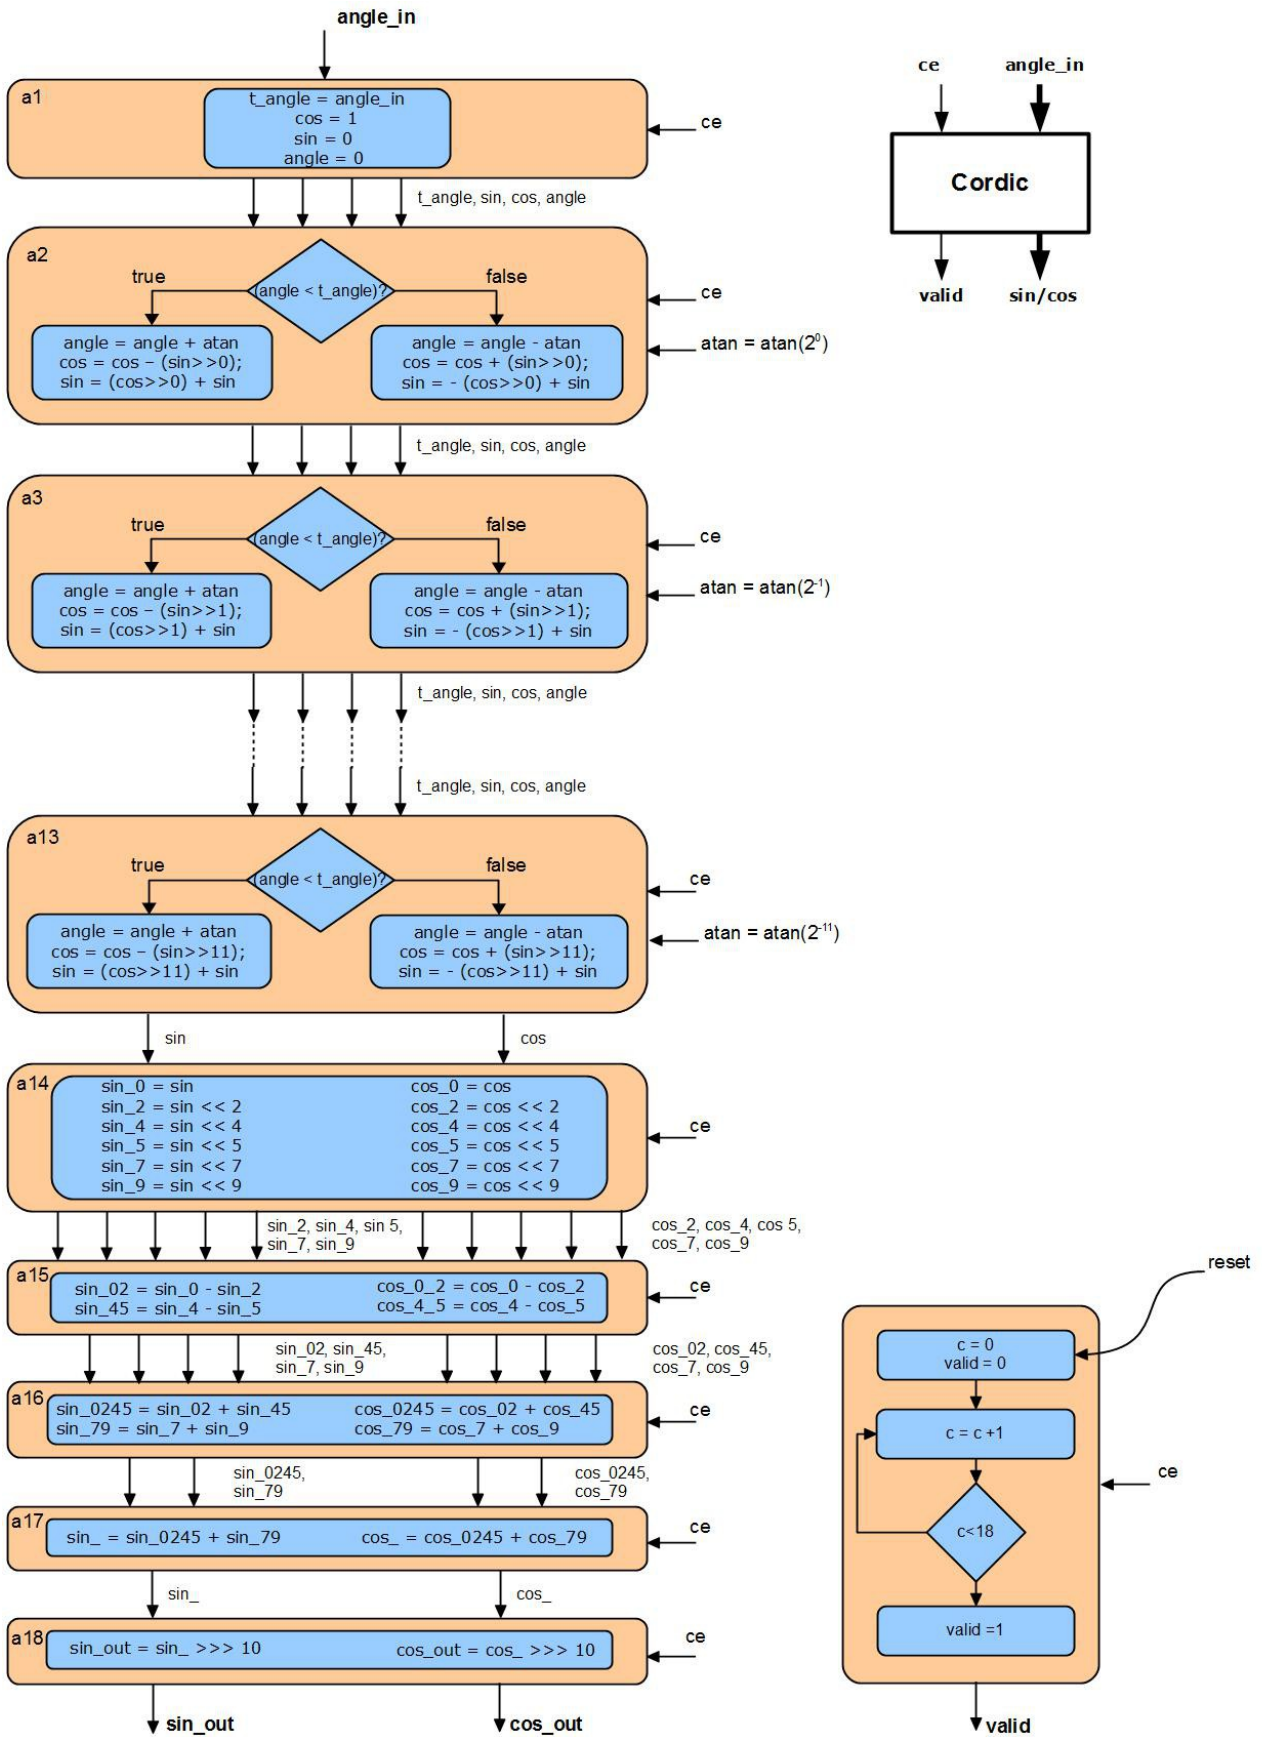 angle_in
a1
t_angle = angle_in
cos = 1
sin = 0
angle = 0
ce
t_angle, sin, cos, angle
a2
true
(angle < t_angle)?
false
ce
angle = angle + atan
cos = cos − (sin>>0);
sin = (cos>>0) + sin
angle = angle - atan
cos = cos + (sin>>0);
sin = - (cos>>0) + sin
atan = atan(2⁰)
t_angle, sin, cos, angle
a3
true
(angle < t_angle)?
false
ce
angle = angle + atan
cos = cos − (sin>>1);
sin = (cos>>1) + sin
angle = angle - atan
cos = cos + (sin>>1);
sin = - (cos>>1) + sin
atan = atan(2⁻¹)
t_angle, sin, cos, angle
t_angle, sin, cos, angle
a13
true
(angle < t_angle)?
false
ce
angle = angle + atan
cos = cos − (sin>>11);
sin = (cos>>11) + sin
angle = angle - atan
cos = cos + (sin>>11);
sin = - (cos>>11) + sin
atan = atan(2⁻¹¹)
sin
cos
a14
sin_0 = sin
sin_2 = sin << 2
sin_4 = sin << 4
sin_5 = sin << 5
sin_7 = sin << 7
sin_9 = sin << 9
cos_0 = cos
cos_2 = cos << 2
cos_4 = cos << 4
cos_5 = cos << 5
cos_7 = cos << 7
cos_9 = cos << 9
ce
sin_2, sin_4, sin 5,
sin_7, sin_9
cos_2, cos_4, cos 5,
cos_7, cos_9
a15
sin_02 = sin_0 - sin_2
sin_45 = sin_4 - sin_5
cos_0_2 = cos_0 - cos_2
cos_4_5 = cos_4 - cos_5
ce
sin_02, sin_45,
sin_7, sin_9
cos_02, cos_45,
cos_7, cos_9
a16
sin_0245 = sin_02 + sin_45
sin_79 = sin_7 + sin_9
cos_0245 = cos_02 + cos_45
cos_79 = cos_7 + cos_9
ce
sin_0245,
sin_79
cos_0245,
cos_79
a17
sin_ = sin_0245 + sin_79
cos_ = cos_0245 + cos_79
ce
sin_
cos_
a18
sin_out = sin_ >>> 10
cos_out = cos_ >>> 10
ce
sin_out
cos_out
ce
angle_in
Cordic
valid
sin/cos
reset
c = 0
valid = 0
c = c +1
ce
c<18
valid =1
valid